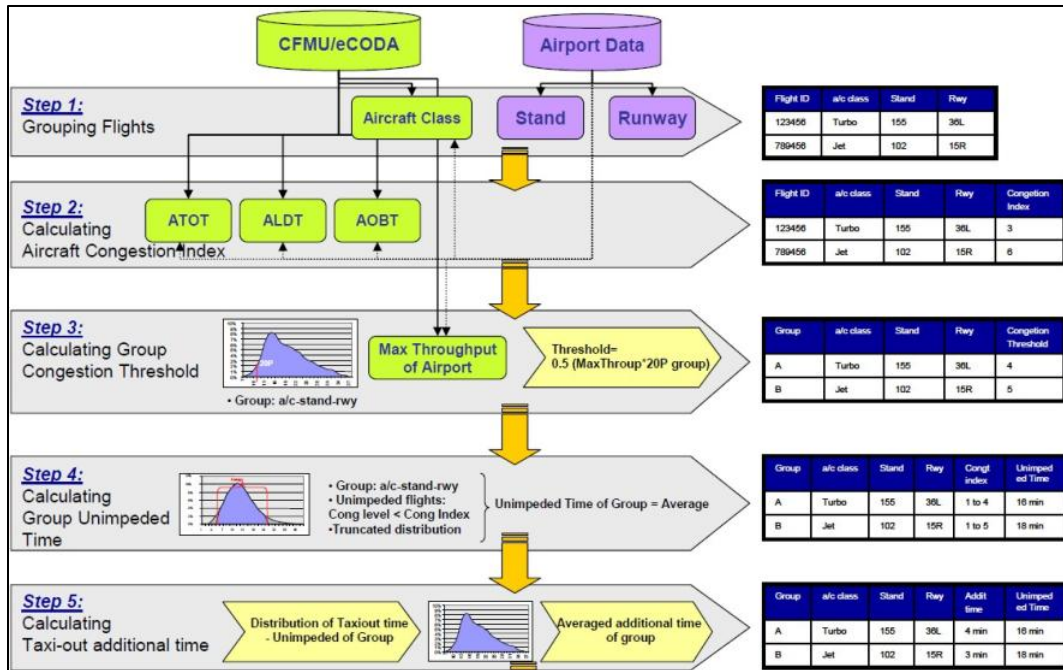 CFMU/eCODA
Airport Data
Step 1:
Grouping Flights
Aircraft Class
Stand
Runway
Flight ID a/c class Stand Rwy
123456 Turbo 155 36L
789456 Jet 102 15R
Step 2:
Calculating
Aircraft Congestion Index
ATOT
ALDT
AOBT
Flight ID a/c class Stand Rwy Congetion
Index
123456 Turbo 155 36L 3
789456 Jet 102 15R 6
Step 3:
Calculating Group
Congestion Threshold
• Group: a/c-stand-rwy
Max Throughput
of Airport
Threshold=
0.5 (MaxThroup*20P group)
Group a/c class Stand Rwy Congetion
Threshold
A Turbo 155 36L 4
B Jet 102 15R 5
Step 4:
Calculating
Group Unimpeded
Time
• Group: a/c-stand-rwy
• Unimpeded flights:
Cong level < Cong Index
•Truncated distribution
Unimpeded Time of Group = Average
Group a/c class Stand Rwy Congt
index
Unimped
ed Time
A Turbo 155 36L 1 to 4 16 min
B Jet 102 15R 1 to 5 18 min
Step 5:
Calculating
Taxi-out additional time
Distribution of Taxiout time
- Unimpeded of Group
Averaged additional time
of group
Group a/c class Stand Rwy Addit
time
Unimped
ed Time
A Turbo 155 36L 4 min 16 min
B Jet 102 15R 3 min 18 min